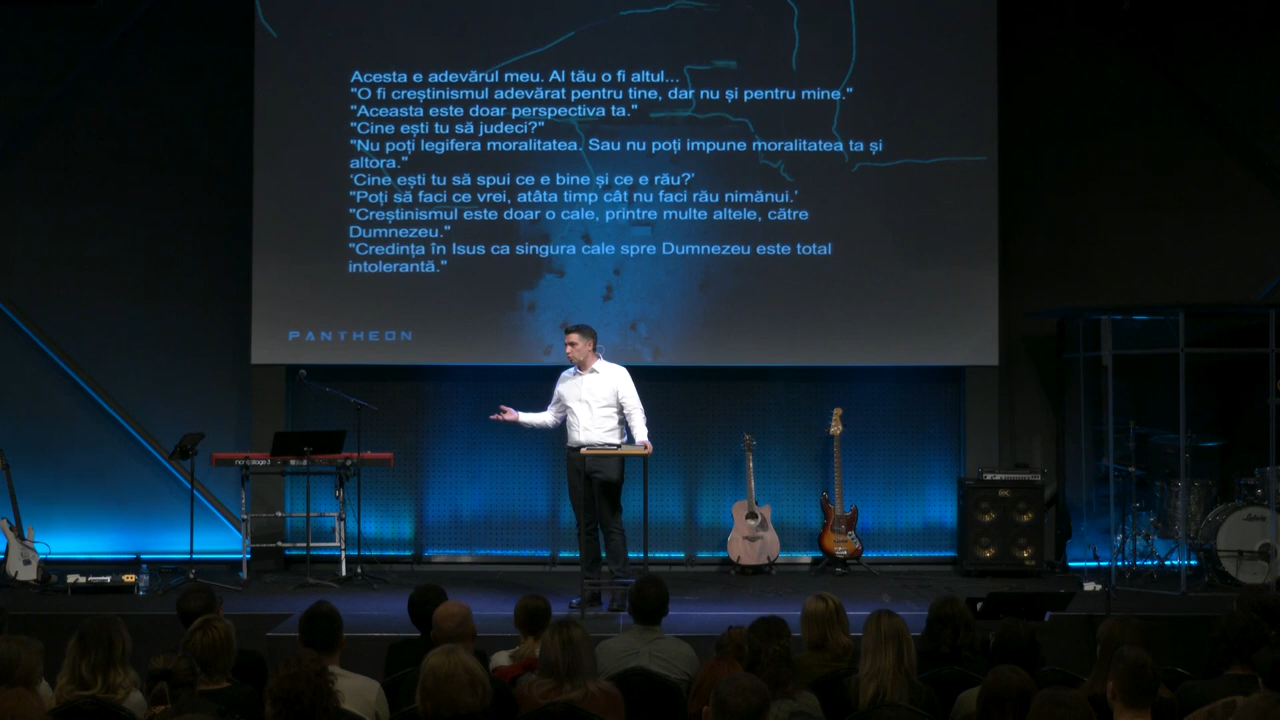 Acesta e adevărul meu. Al tău o fi altul...
"O fi creștinismul adevărat pentru tine, dar nu și pentru mine."
"Aceasta este doar perspectiva ta."
"Cine ești tu să judeci?"
"Nu poți legifera moralitatea. Sau nu poți impune moralitatea ta și
altora."
'Cine ești tu să spui ce e bine și ce e rău?'
"Poți să faci ce vrei, atâta timp cât nu faci rău nimănui.'
"Creștinismul este doar o cale, printre multe altele, către
Dumnezeu."
"Credința în Isus ca singura cale spre Dumnezeu este total
intolerantă."
PANTHEON
nord stage 3
Ludwig